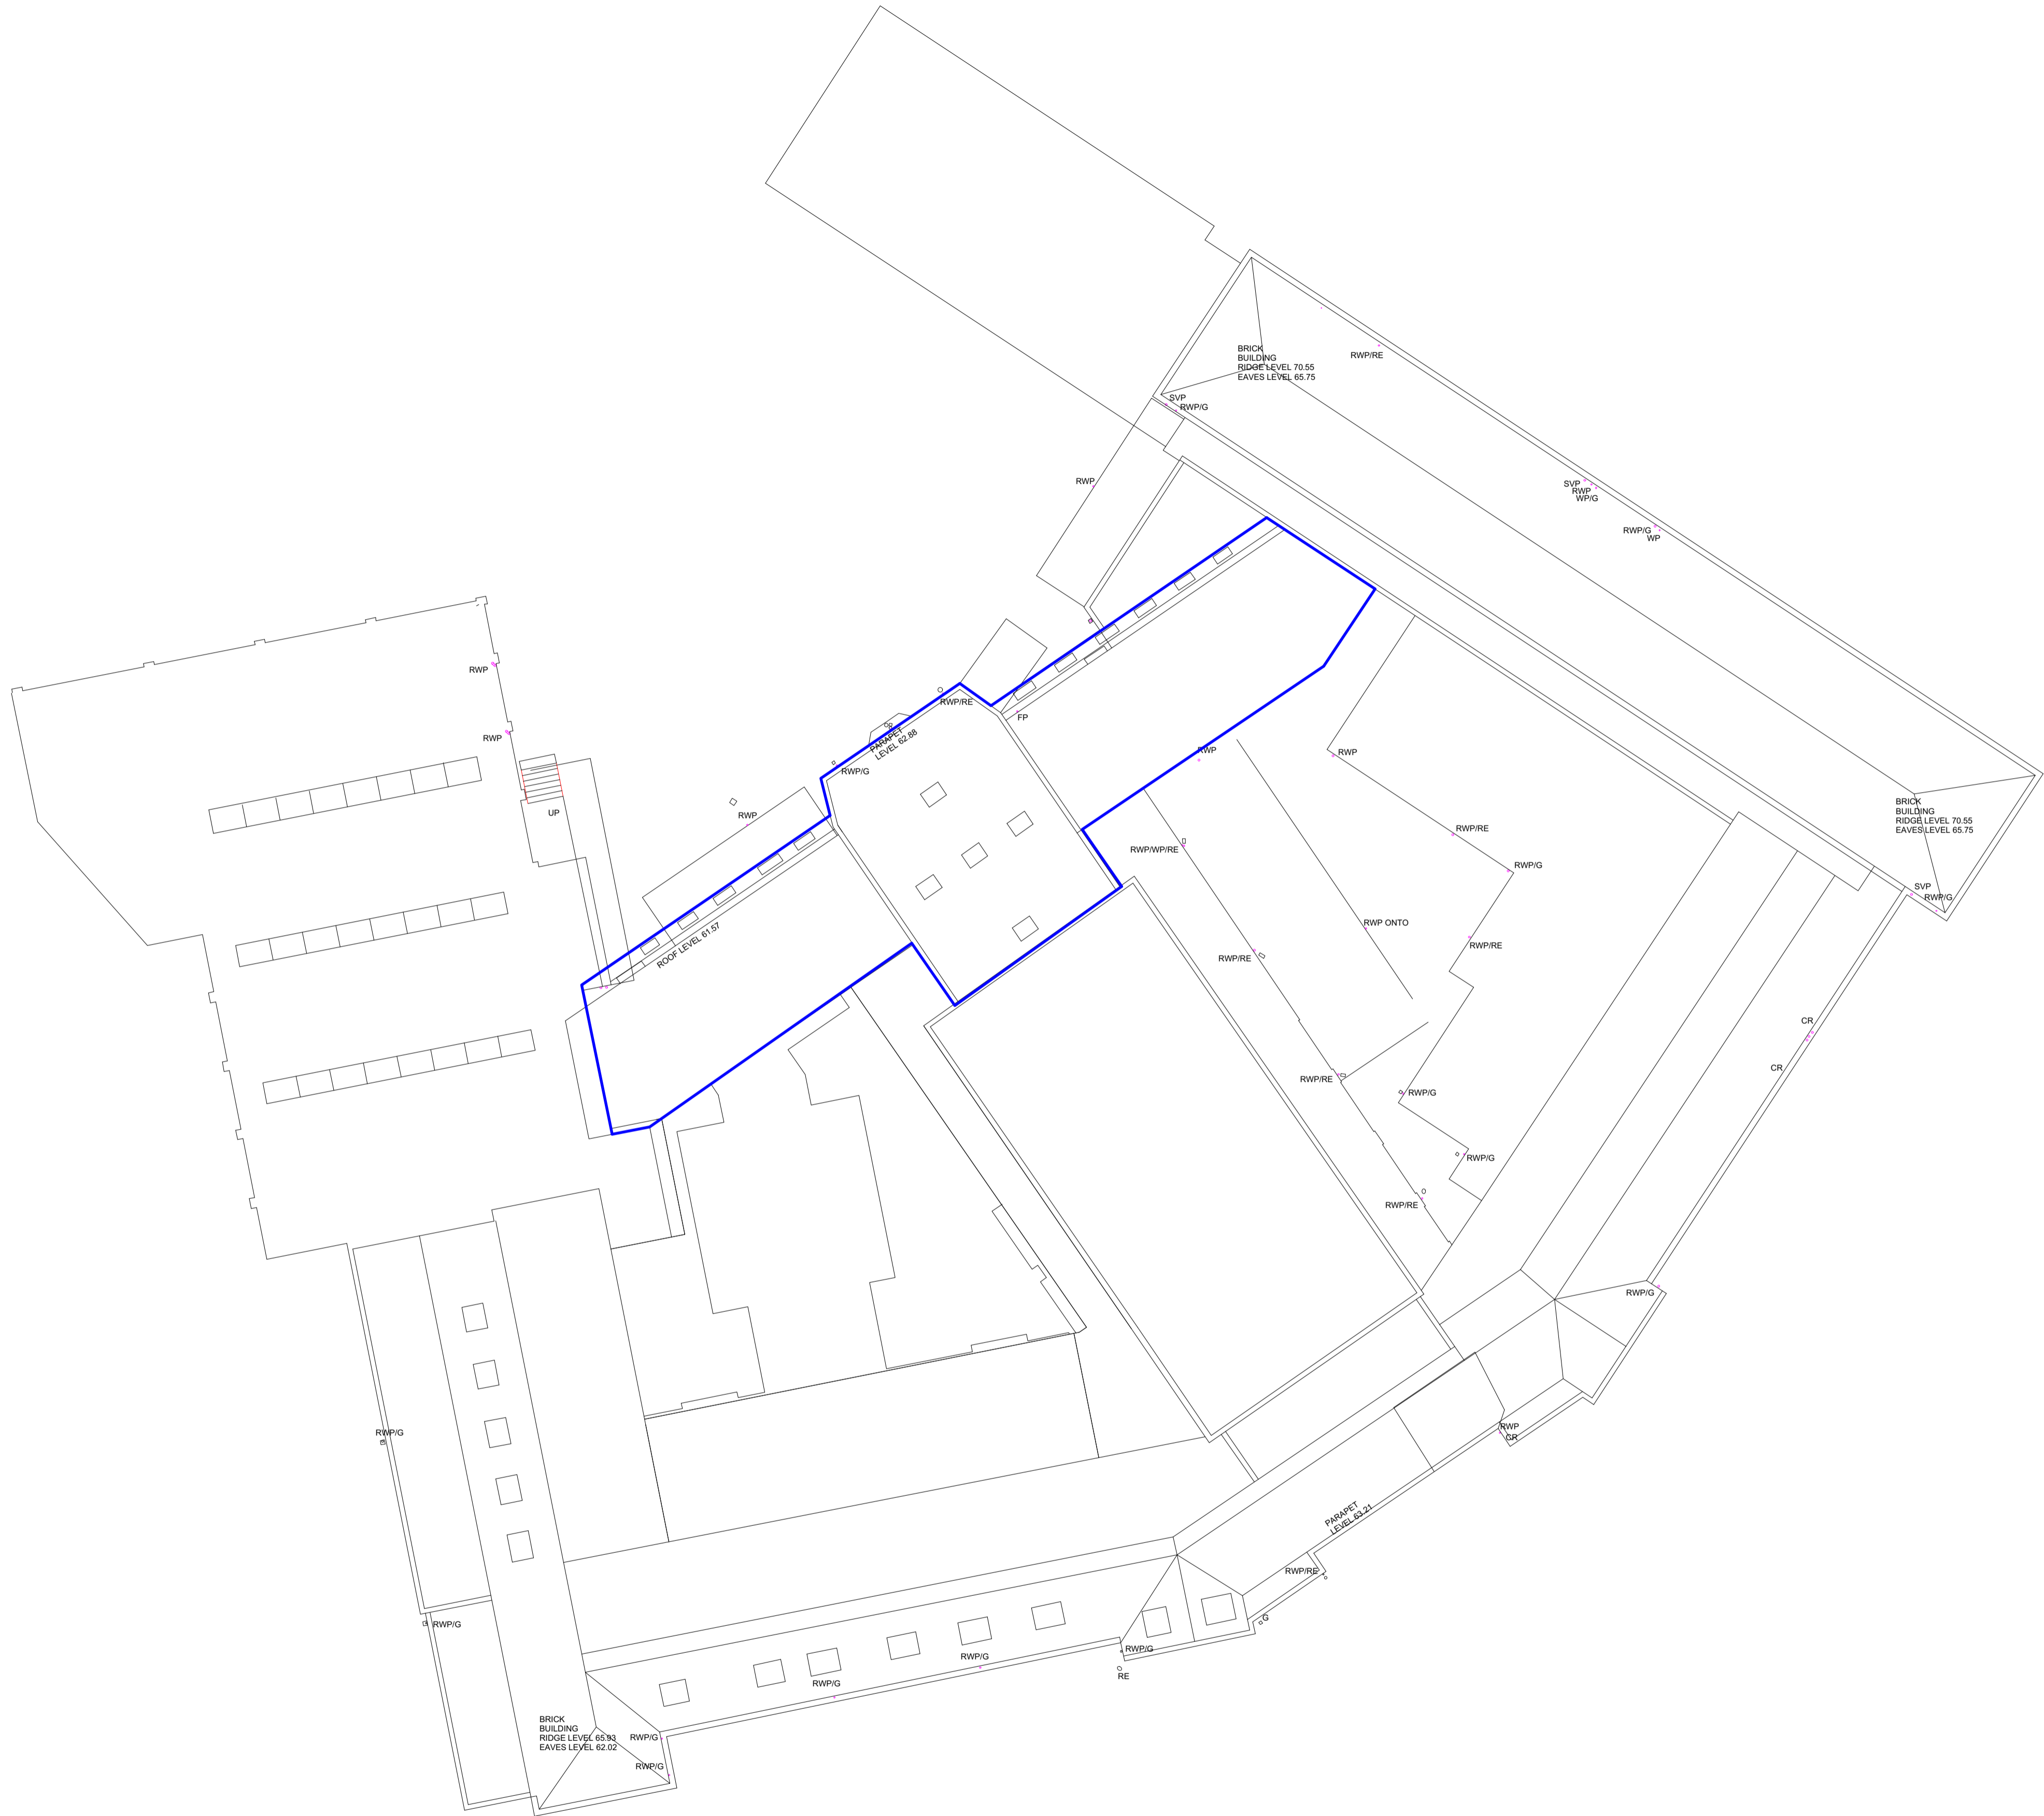 BRICK
BUILDING
RIDGE LEVEL 70.55
EAVES LEVEL 65.75
RWP/RE
SVP
RWP/G
RWP
SVP
RWP
WP/G
RWP/G
WP
RWP
RWP
RWP/RE
FP
PARAPET
LEVEL 62.88
RWP/G
RWP
RWP
UP
RWP
RWP/RE
RWP/WP/RE
RWP/G
BRICK
BUILDING
RIDGE LEVEL 70.55
EAVES LEVEL 65.75
SVP
RWP/G
ROOF LEVEL 61.57
RWP ONTO
RWP/RE
RWP/RE
CR
CR
RWP/RE
RWP/G
RWP/G
RWP/RE
RWP/G
RWP
CR
RWP/G
PARAPET
LEVEL 63.21
RWP/RE
G
RWP/G
RWP/G
RE
RWP/G
RWP/G
BRICK
BUILDING
RIDGE LEVEL 65.93
EAVES LEVEL 62.02
RWP/G
RWP/G
RWP